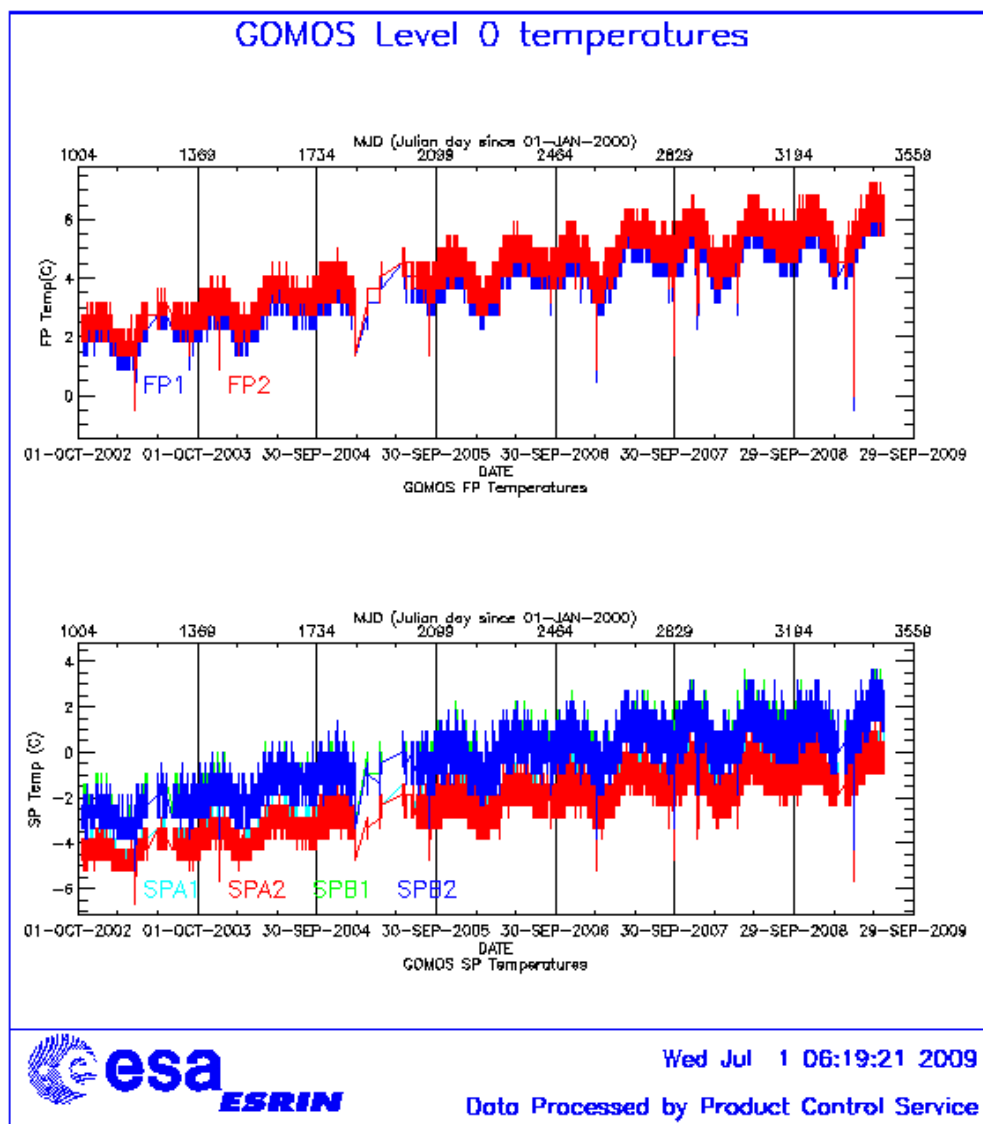 GOMOS Level 0 temperatures
MJD (Julian day since 01-JAN-2000)
1004 1369 1734 2099 2464 2829 3194 3559
FP Temp(C)
6
4
2
0
FP1 FP2
01-OCT-2002 01-OCT-2003 30-SEP-2004 30-SEP-2005 30-SEP-2006 30-SEP-2007 29-SEP-2008 29-SEP-2009
DATE
GOMOS FP Temperatures
MJD (Julian day since 01-JAN-2000)
1004 1369 1734 2099 2464 2829 3194 3559
SP Temp (C)
4
2
0
-2
-4
-6
SPA1 SPA2 SPB1 SPB2
01-OCT-2002 01-OCT-2003 30-SEP-2004 30-SEP-2005 30-SEP-2006 30-SEP-2007 29-SEP-2008 29-SEP-2009
DATE
GOMOS SP Temperatures
esa
ESRIN
Wed Jul 1 06:19:21 2009
Data Processed by Product Control Service